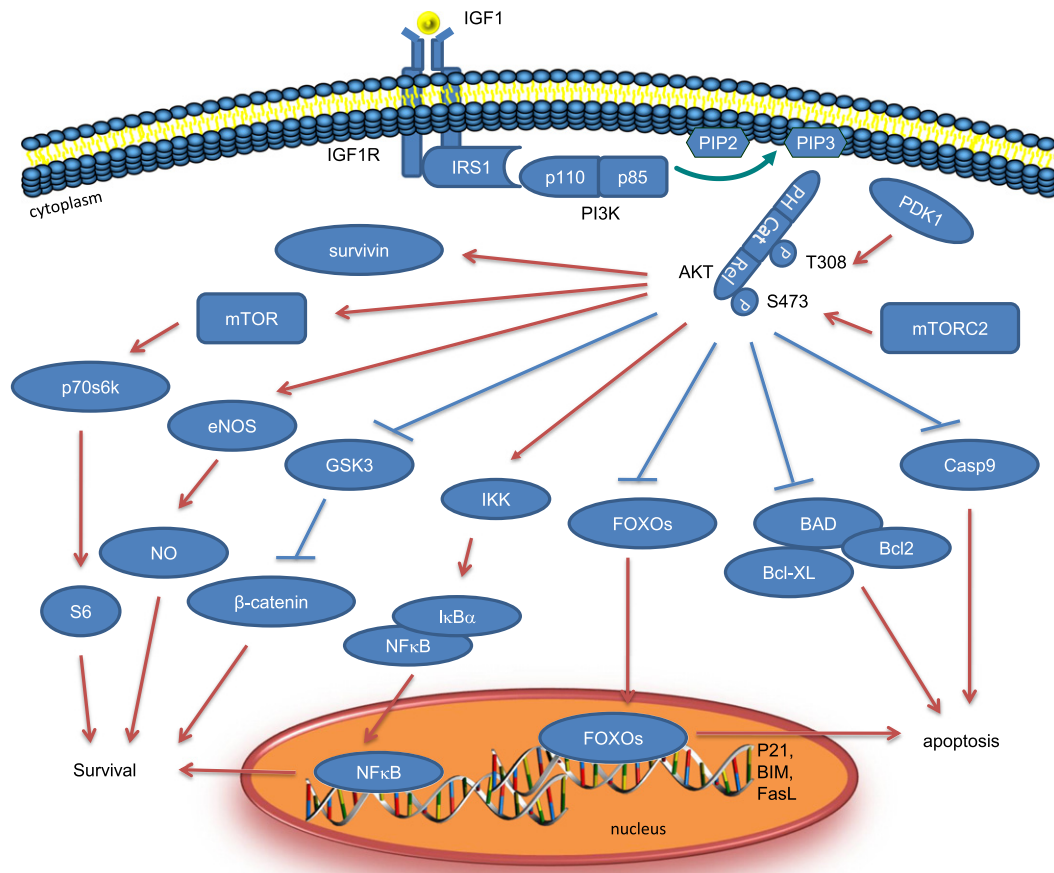 IGF1
IGF1R
IRS1
p110
p85
PI3K
PIP2
PIP3
cytoplasm
PH
Cat
Rel
P
P
AKT
T308
S473
PDK1
mTORC2
survivin
mTOR
p70s6k
eNOS
GSK3
IKK
FOXOs
BAD
Bcl2
Bcl-XL
Casp9
NO
S6
β-catenin
IκBα
NFκB
Survival
NFκB
FOXOs
P21,
BIM,
FasL
nucleus
apoptosis